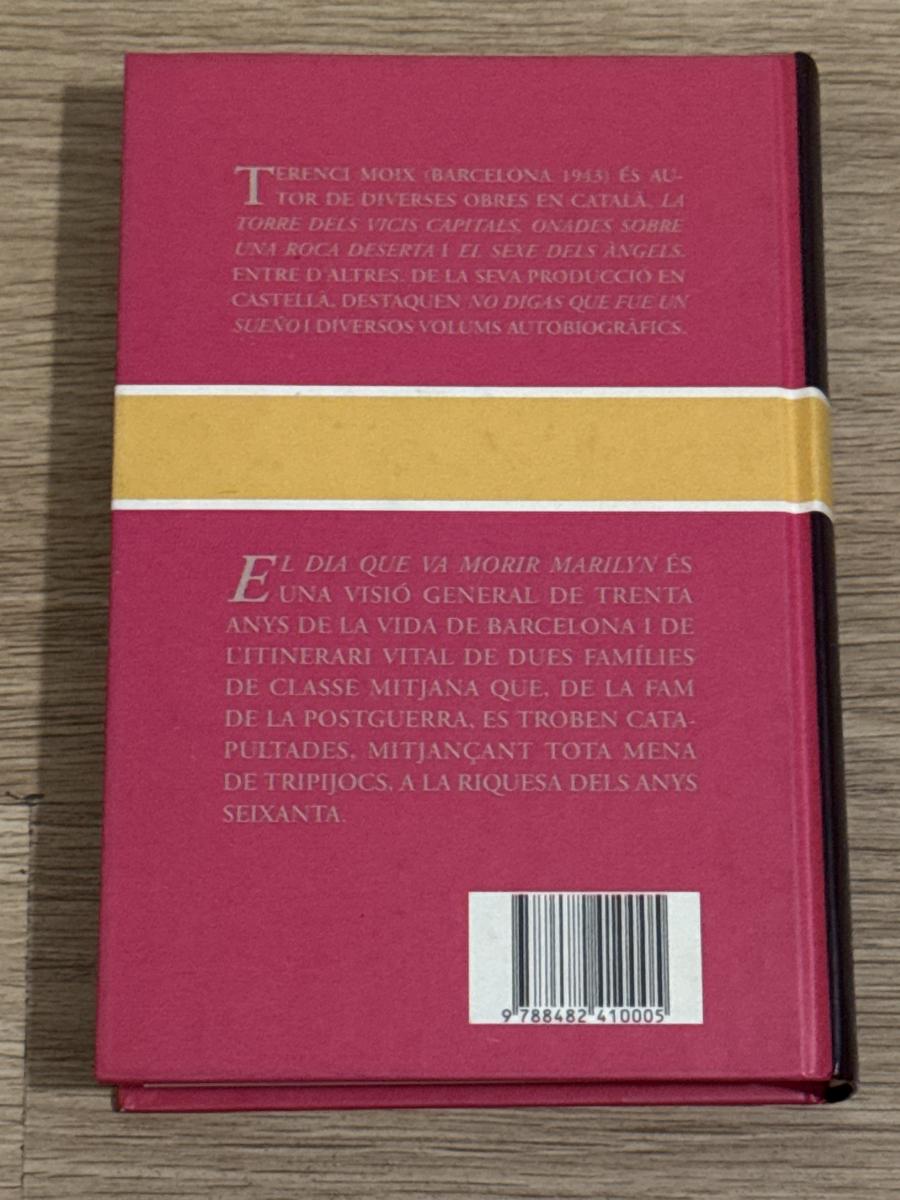 TERENCI MOIX (BARCELONA 1943) ÉS AU-
TOR DE DIVERSES OBRES EN CATALÀ, LA
TORRE DELS VICIS CAPITALS, ONADES SOBRE
UNA ROCA DESERTA I EL SEXE DELS ÀNGELS,
ENTRE D'ALTRES. DE LA SEVA PRODUCCIÓ EN
CASTELLÀ, DESTAQUEN NO DIGAS QUE FUE UN
SUEÑO I DIVERSOS VOLUMS AUTOBIOGRÀFICS.
EL DIA QUE VA MORIR MARILYN ÉS
UNA VISIÓ GENERAL DE TRENTA
ANYS DE LA VIDA DE BARCELONA I DE
L'ITINERARI VITAL DE DUES FAMÍLIES
DE CLASSE MITJANA QUE, DE LA FAM
DE LA POSTGUERRA, ES TROBEN CATA-
PULTADES, MITJANÇANT TOTA MENA
DE TRIPIJOCS, A LA RIQUESA DELS ANYS
SEIXANTA.
9 788482 410005